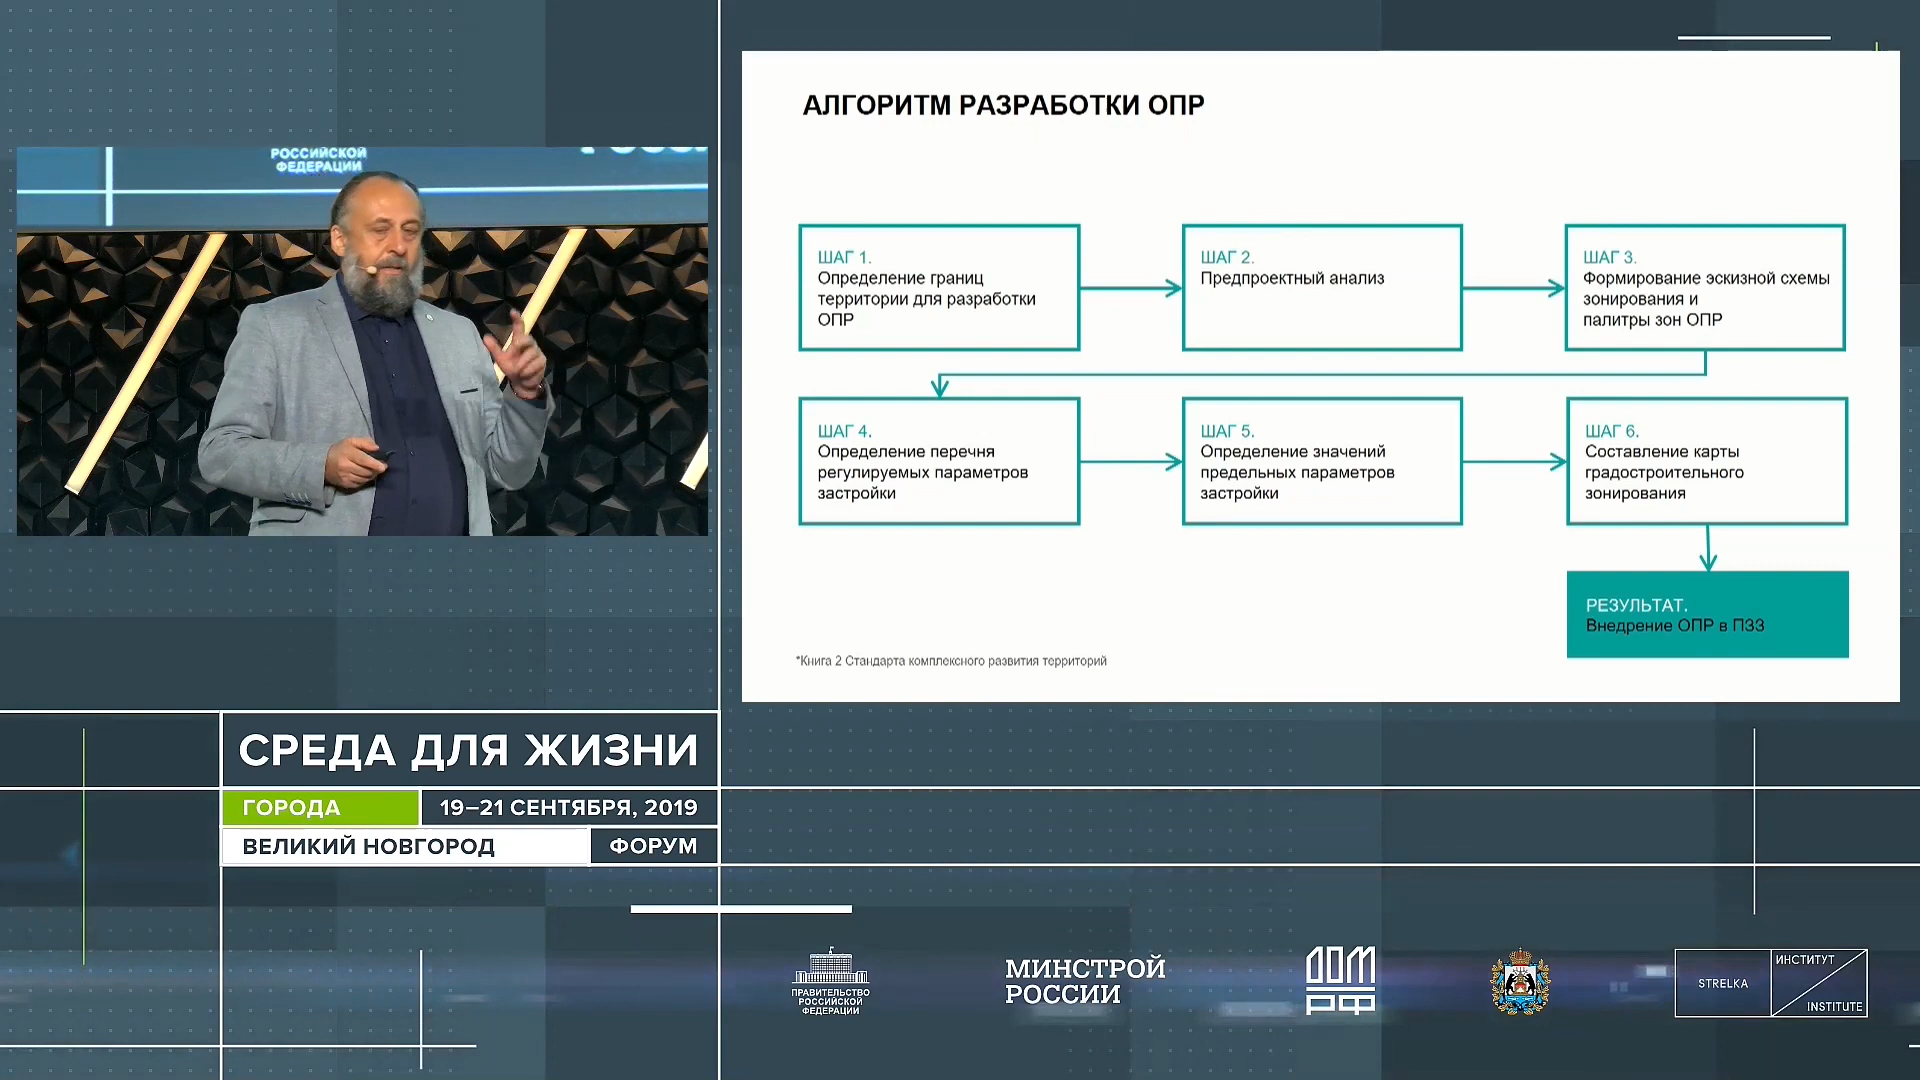 РОССИЙСКОЙ
ФЕДЕРАЦИИ
АЛГОРИТМ РАЗРАБОТКИ ОПР
ШАГ 1.
Определение границ
территории для разработки
ОПР
ШАГ 2.
Предпроектный анализ
ШАГ 3.
Формирование эскизной схемы
зонирования и
палитры зон ОПР
ШАГ 4.
Определение перечня
регулируемых параметров
застройки
ШАГ 5.
Определение значений
предельных параметров
застройки
ШАГ 6.
Составление карты
градостроительного
зонирования
РЕЗУЛЬТАТ.
Внедрение ОПР в ПЗЗ
*Книга 2 Стандарта комплексного развития территорий
СРЕДА ДЛЯ ЖИЗНИ
ГОРОДА
19–21 СЕНТЯБРЯ, 2019
ВЕЛИКИЙ НОВГОРОД
ФОРУМ
ПРАВИТЕЛЬСТВО
РОССИЙСКОЙ
ФЕДЕРАЦИИ
МИНСТРОЙ
РОССИИ
ДОМ
РФ
STRELKA
ИНСТИТУТ
INSTITUTE